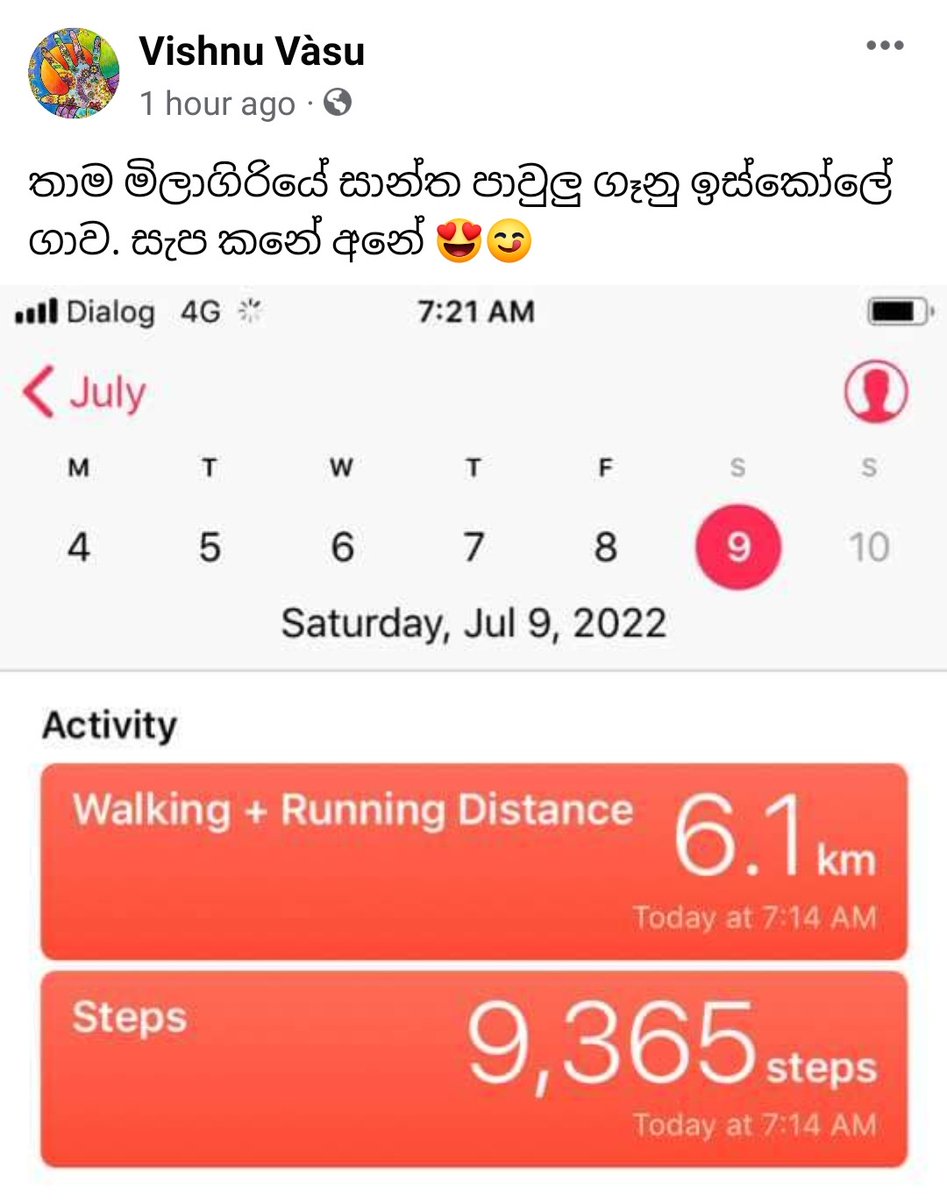 Vishnu Vàsu
1 hour ago ·
තාම මිලාගිරියේ සාන්ත පාවුලු ගෑනු ඉස්කෝලේ
ගාව. සැප කනේ අනේ 😍😋
Dialog 4G 7:21 AM
July
M T W T F S S
4 5 6 7 8 9 10
Saturday, Jul 9, 2022
Activity
Walking + Running Distance 6.1 km
Today at 7:14 AM
Steps 9,365 steps
Today at 7:14 AM